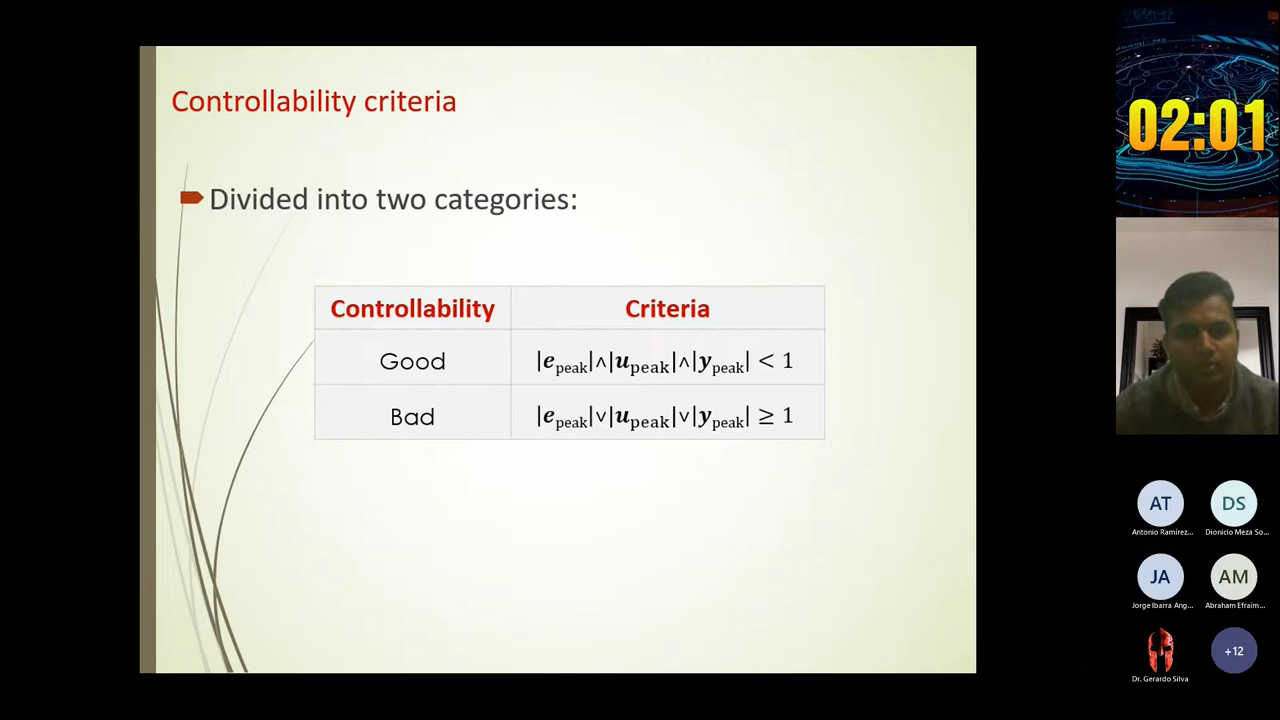 Controllability criteria
Divided into two categories:
Controllability Criteria
Good |e_peak|∧|u_peak|∧|y_peak| < 1
Bad |e_peak|∨|u_peak|∨|y_peak| ≥ 1
02:01
AT DS
Antonio Ramirez... Dionicio Meza So...
JA AM
Jorge Ibarra Ang... Abraham Efraim...
+12
Dr. Gerardo Silva